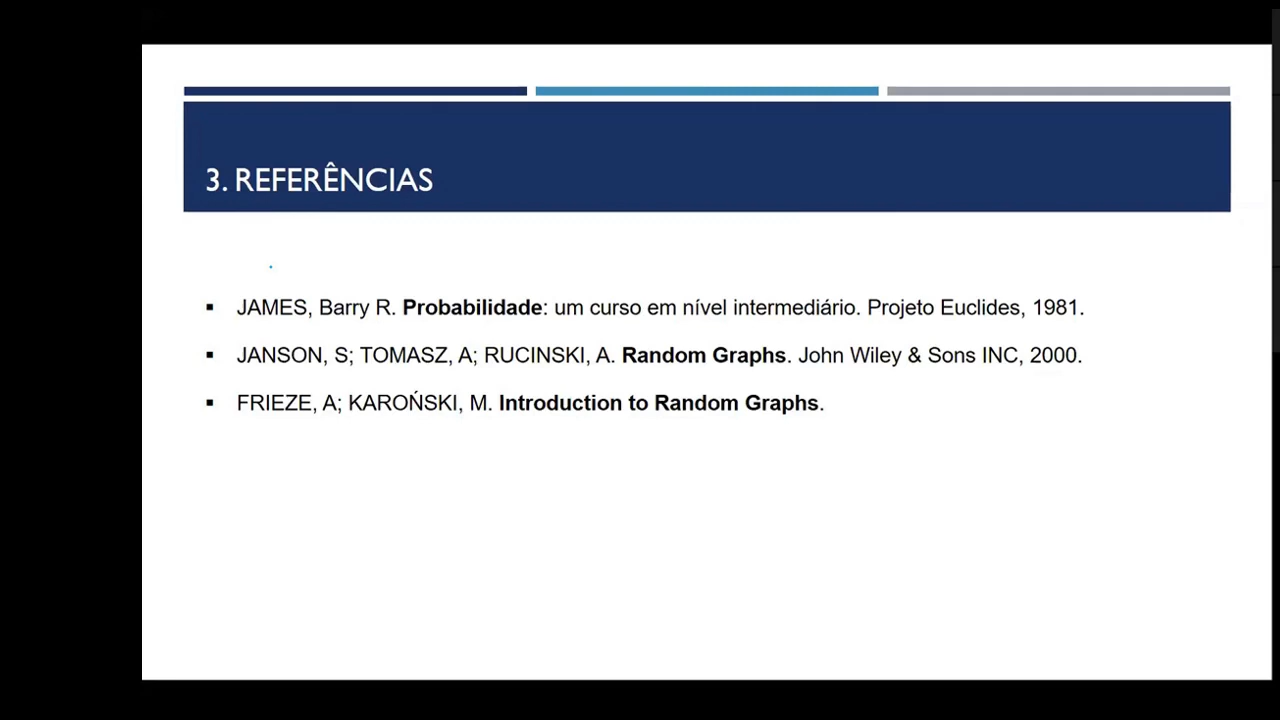 3. REFERÊNCIAS
▪ JAMES, Barry R. Probabilidade: um curso em nível intermediário. Projeto Euclides, 1981.
▪ JANSON, S; TOMASZ, A; RUCINSKI, A. Random Graphs. John Wiley & Sons INC, 2000.
▪ FRIEZE, A; KAROŃSKI, M. Introduction to Random Graphs.